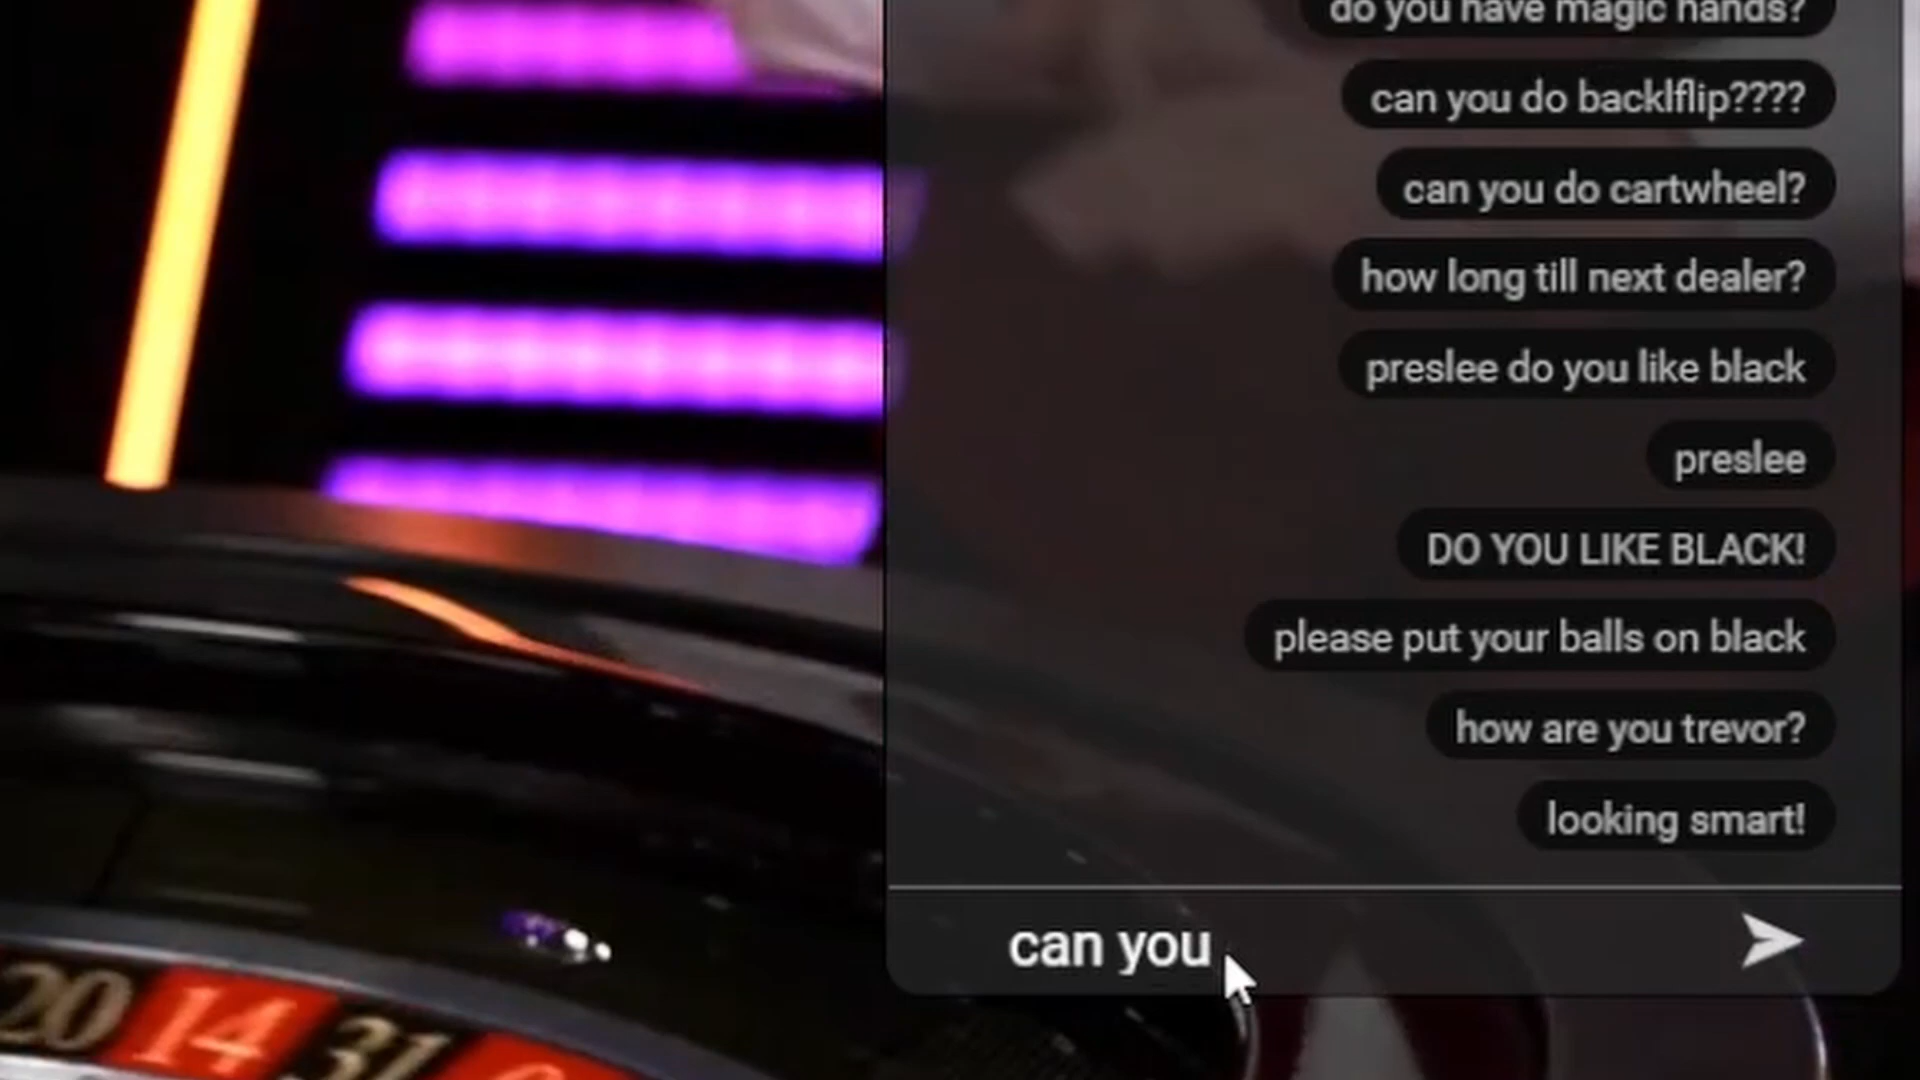 do you have magic hands?
can you do backlflip????
can you do cartwheel?
how long till next dealer?
preslee do you like black
preslee
DO YOU LIKE BLACK!
please put your balls on black
how are you trevor?
looking smart!
can you
20 14 31